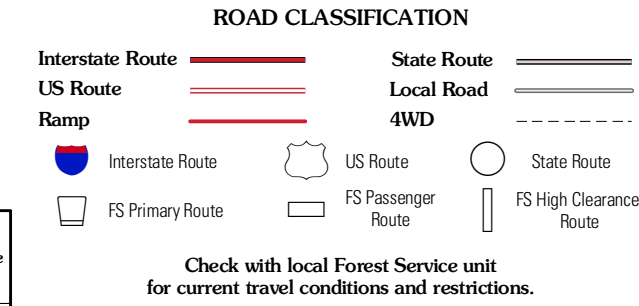 ROAD CLASSIFICATION
Interstate Route
State Route
US Route
Local Road
Ramp
4WD
Interstate Route
US Route
State Route
FS Primary Route
FS Passenger
Route
FS High Clearance
Route
Check with local Forest Service unit
for current travel conditions and restrictions.